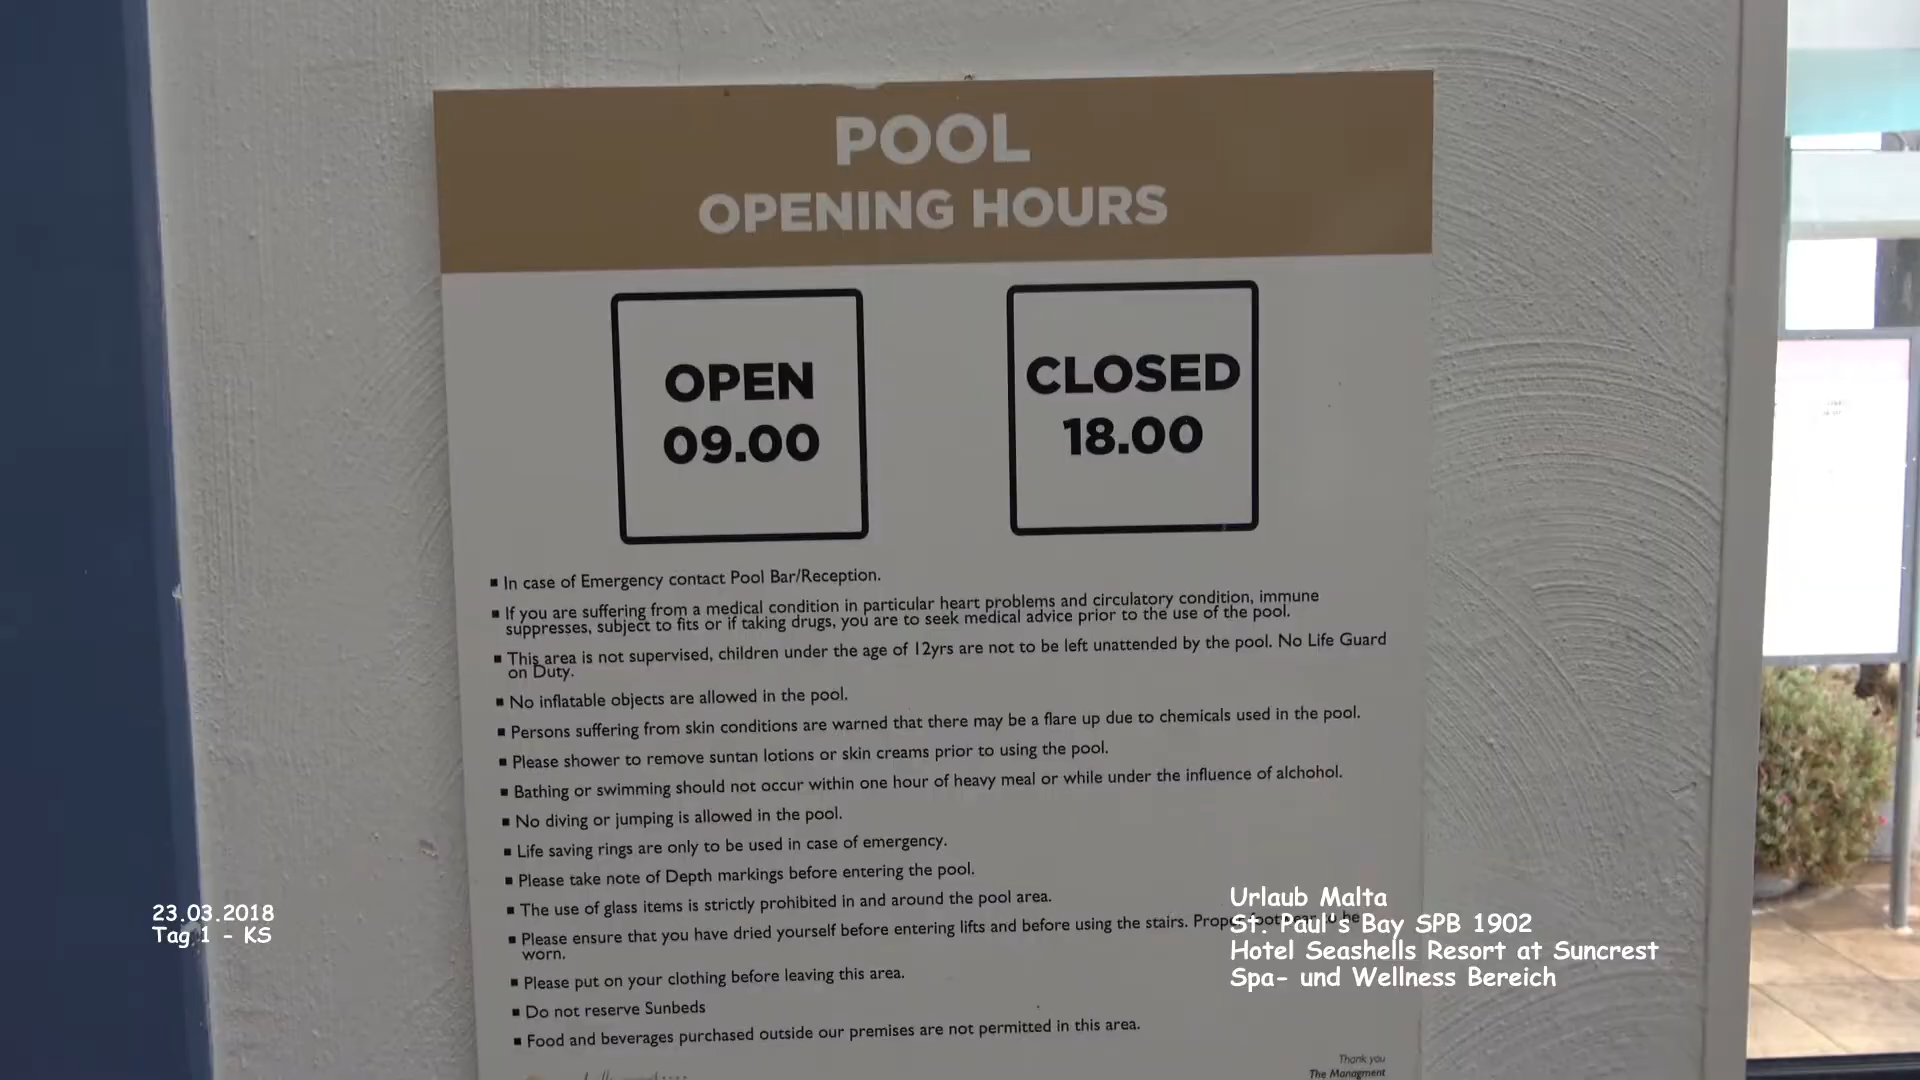 POOL
OPENING HOURS
OPEN
09.00
CLOSED
18.00
▪ In case of Emergency contact Pool Bar/Reception.
▪ If you are suffering from a medical condition in particular heart problems and circulatory condition, immune
suppresses, subject to fits or if taking drugs, you are to seek medical advice prior to the use of the pool.
▪ This area is not supervised, children under the age of 12yrs are not to be left unattended by the pool. No Life Guard
on Duty.
▪ No inflatable objects are allowed in the pool.
▪ Persons suffering from skin conditions are warned that there may be a flare up due to chemicals used in the pool.
▪ Please shower to remove suntan lotions or skin creams prior to using the pool.
▪ Bathing or swimming should not occur within one hour of heavy meal or while under the influence of alchohol.
▪ No diving or jumping is allowed in the pool.
▪ Life saving rings are only to be used in case of emergency.
▪ Please take note of Depth markings before entering the pool.
▪ The use of glass items is strictly prohibited in and around the pool area.
▪ Please ensure that you have dried yourself before entering lifts and before using the stairs. Proper footwear to be
worn.
▪ Please put on your clothing before leaving this area.
▪ Do not reserve Sunbeds
▪ Food and beverages purchased outside our premises are not permitted in this area.
Thank you
The Managment
23.03.2018
Tag 1 - KS
Urlaub Malta
St. Paul's Bay SPB 1902
Hotel Seashells Resort at Suncrest
Spa- und Wellness Bereich